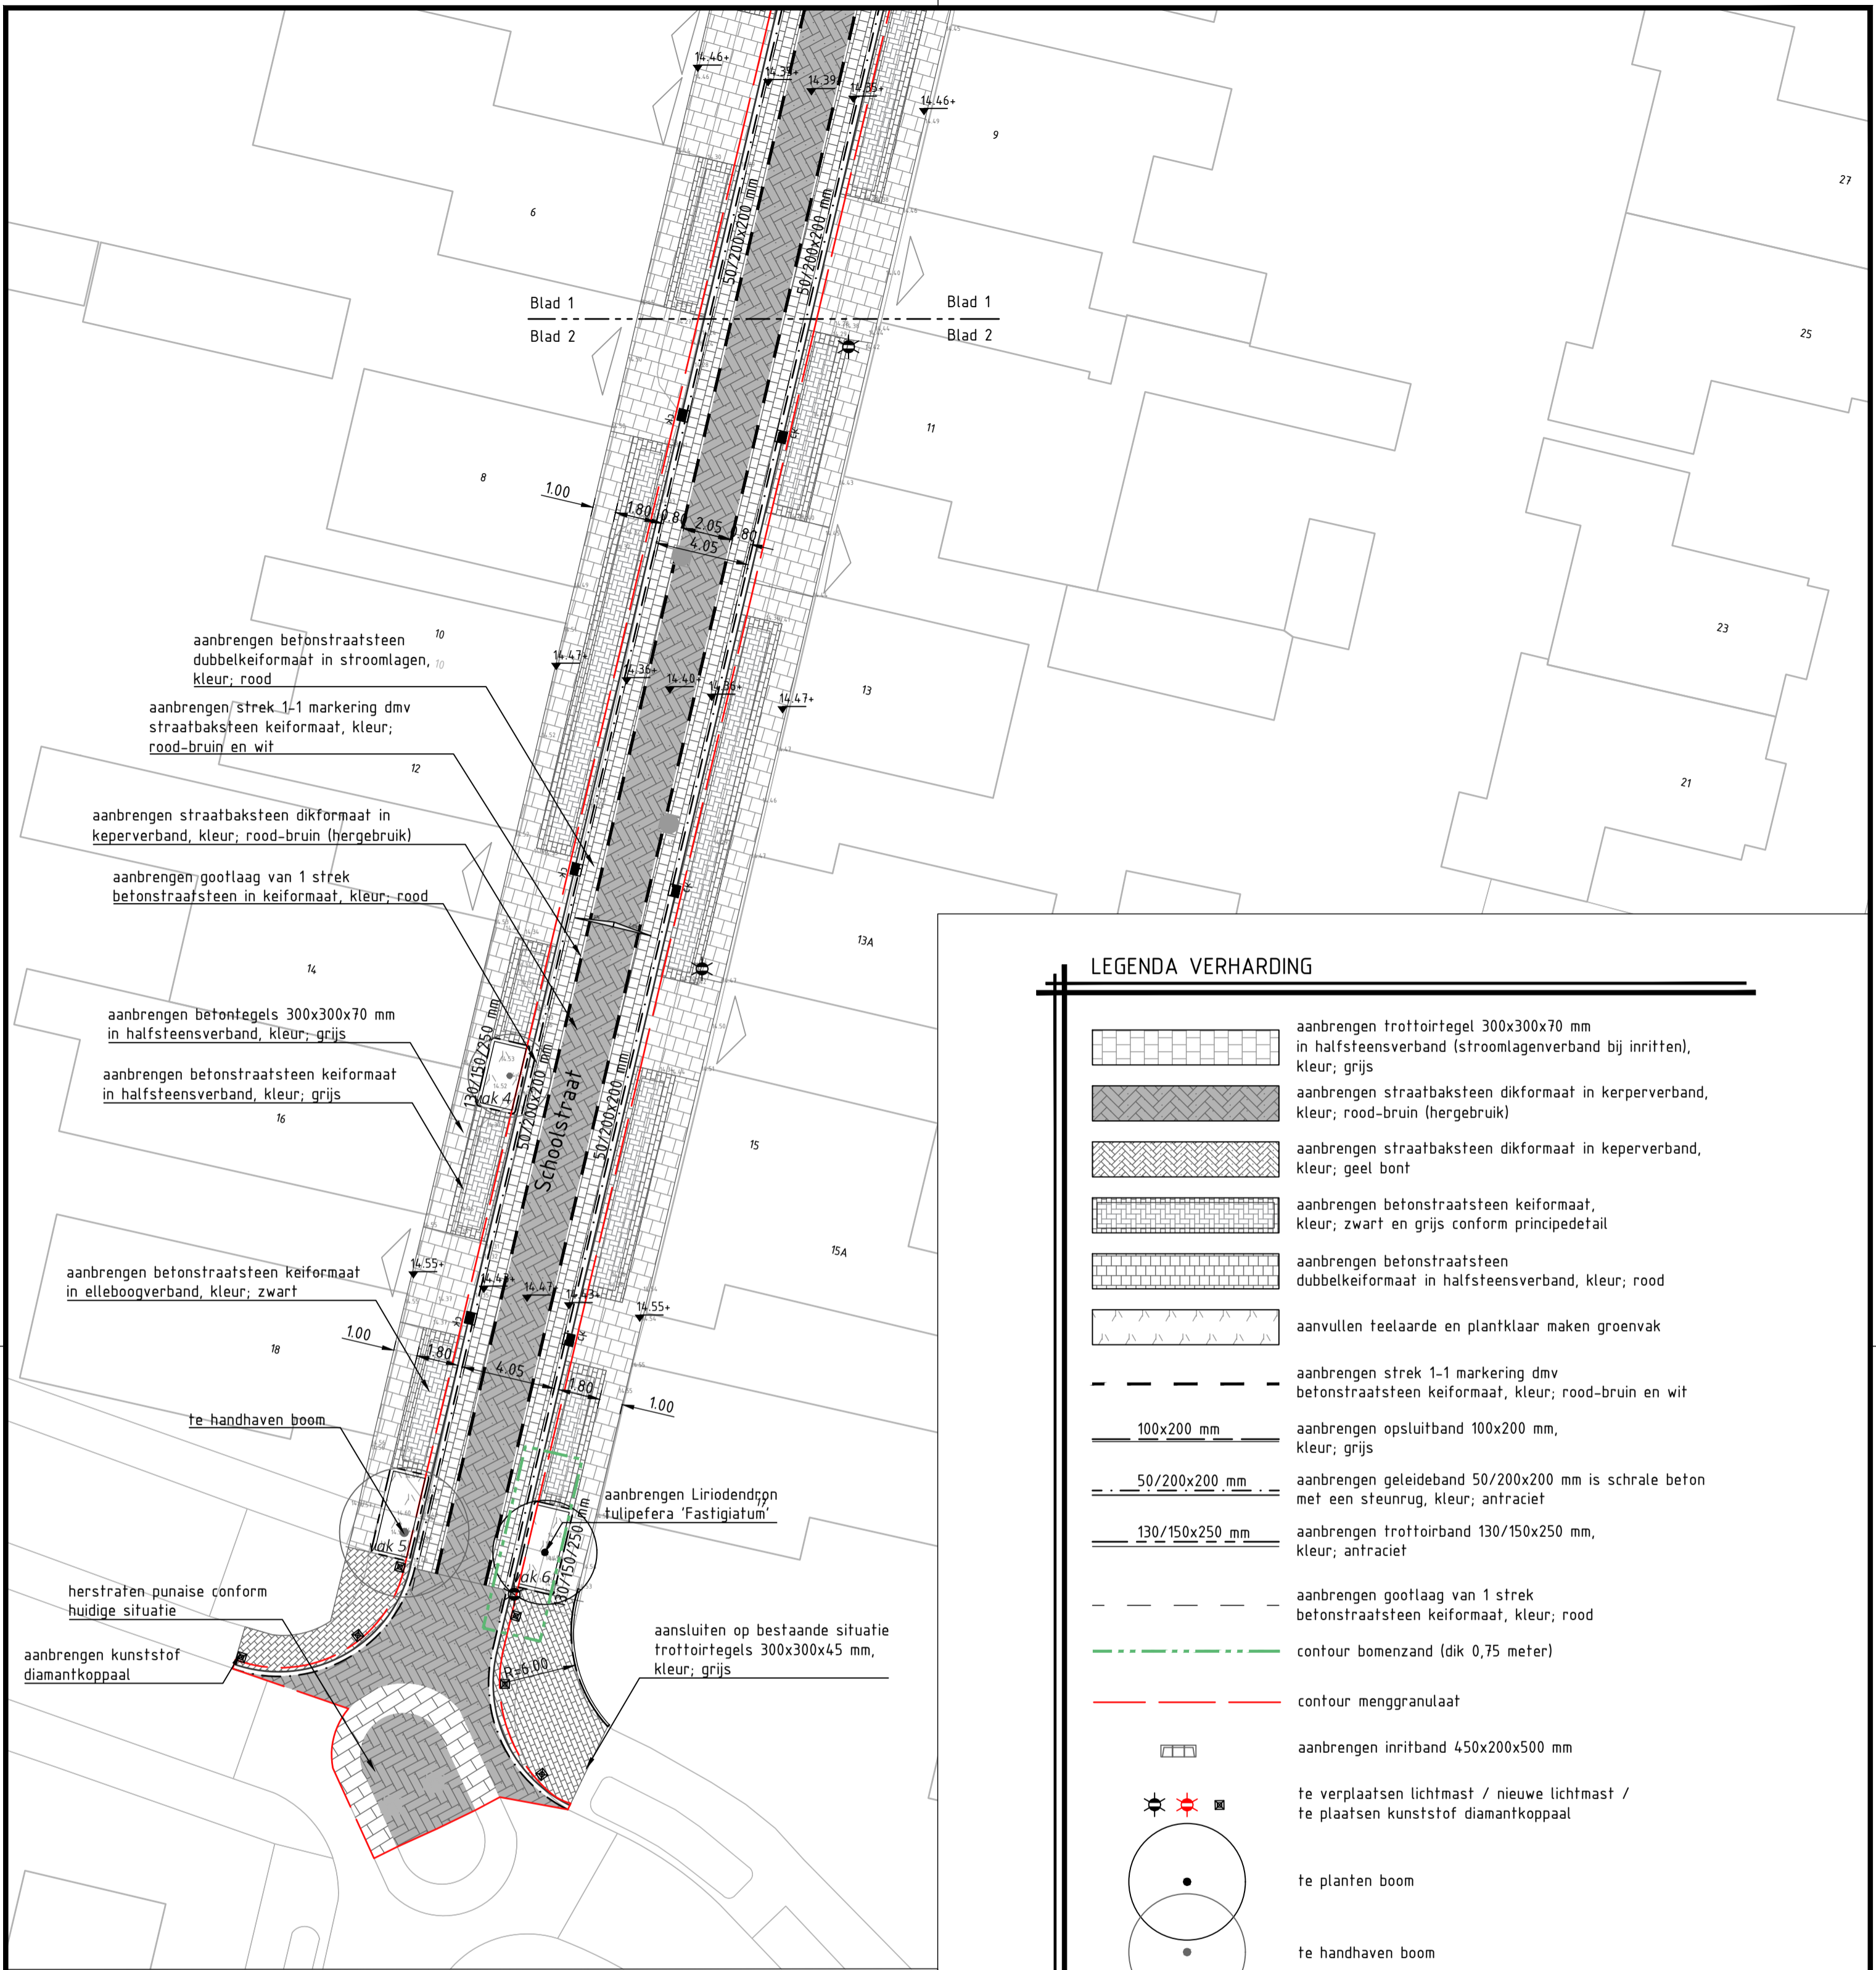 14.46+
14.35+
14.39+
14.35+
14.46+
9
27
6
50/200x200 mm
50/200x200 mm
Blad 1
Blad 1
Blad 2
Blad 2
25
11
8
1.00
1.80
0.80
2.05
0.80
4.05
10
aanbrengen betonstraatsteen
dubbelkeiformaat in stroomlagen,
kleur; rood
10
14.47+
14.36+
14.40+
14.36+
14.47+
13
23
aanbrengen strek 1-1 markering dmv
straatbaksteen keiformaat, kleur;
rood-bruin en wit
12
21
aanbrengen straatbaksteen dikformaat in
keperverband, kleur; rood-bruin (hergebruik)
aanbrengen gootlaag van 1 strek
betonstraatsteen in keiformaat, kleur; rood
13A
14
aanbrengen betontegels 300x300x70 mm
in halfsteensverband, kleur; grijs
130/150/250 mm
vak 4
50/200x200 mm
50/200x200 mm
Schoolstraat
aanbrengen betonstraatsteen keiformaat
in halfsteensverband, kleur; grijs
16
15
15A
14.55+
14.43+
14.47
14.43+
14.55+
aanbrengen betonstraatsteen keiformaat
in elleboogverband, kleur; zwart
18
1.00
1.80
4.05
1.80
1.00
te handhaven boom
aanbrengen Liriodendron
tulipefera 'Fastigiatum'
17
vak 5
vak 6
130/150/250 mm
herstraten punaise conform
huidige situatie
aanbrengen kunststof
diamantkoppaal
R=6.00
aansluiten op bestaande situatie
trottoirtegels 300x300x45 mm,
kleur; grijs
LEGENDA VERHARDING
aanbrengen trottoirtegel 300x300x70 mm
in halfsteensverband (stroomlagenverband bij inritten),
kleur; grijs
aanbrengen straatbaksteen dikformaat in kerperverband,
kleur; rood-bruin (hergebruik)
aanbrengen straatbaksteen dikformaat in keperverband,
kleur; geel bont
aanbrengen betonstraatsteen keiformaat,
kleur; zwart en grijs conform principedetail
aanbrengen betonstraatsteen
dubbelkeiformaat in halfsteensverband, kleur; rood
aanvullen teelaarde en plantklaar maken groenvak
aanbrengen strek 1-1 markering dmv
betonstraatsteen keiformaat, kleur; rood-bruin en wit
100x200 mm
aanbrengen opsluitband 100x200 mm,
kleur; grijs
50/200x200 mm
aanbrengen geleideband 50/200x200 mm is schrale beton
met een steunrug, kleur; antraciet
130/150x250 mm
aanbrengen trottoirband 130/150x250 mm,
kleur; antraciet
aanbrengen gootlaag van 1 strek
betonstraatsteen keiformaat, kleur; rood
contour bomenzand (dik 0,75 meter)
contour menggranulaat
aanbrengen inritband 450x200x500 mm
te verplaatsen lichtmast / nieuwe lichtmast /
te plaatsen kunststof diamantkoppaal
te planten boom
te handhaven boom